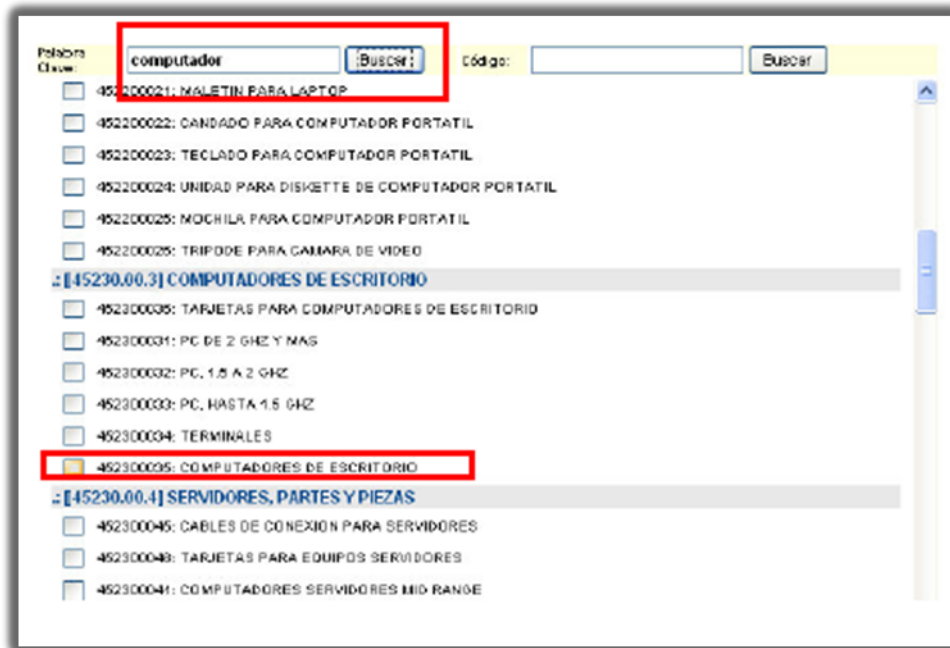 Palabra Clave: computador Buscar Código: Buscar
452200021: MALETIN PARA LAPTOP
452200022: CANDADO PARA COMPUTADOR PORTATIL
452200023: TECLADO PARA COMPUTADOR PORTATIL
452200024: UNIDAD PARA DISKETTE DE COMPUTADOR PORTATIL
452200025: MOCHILA PARA COMPUTADOR PORTATIL
TRIPODE PARA CAMARA DE VIDEO
.: [45230.00.3] COMPUTADORES DE ESCRITORIO
TARJETAS PARA COMPUTADORES DE ESCRITORIO
452300031: PC DE 2 GHZ Y MAS
452300032: PC, 1.5 A 2 GHZ
452300033: PC, HASTA 1.5 GHZ
452300034: TERMINALES
452300035: COMPUTADORES DE ESCRITORIO
.: [45230.00.4] SERVIDORES, PARTES Y PIEZAS
CABLES DE CONEXION PARA SERVIDORES
TARJETAS PARA EQUIPOS SERVIDORES
452300041: COMPUTADORES SERVIDORES MID RANGE